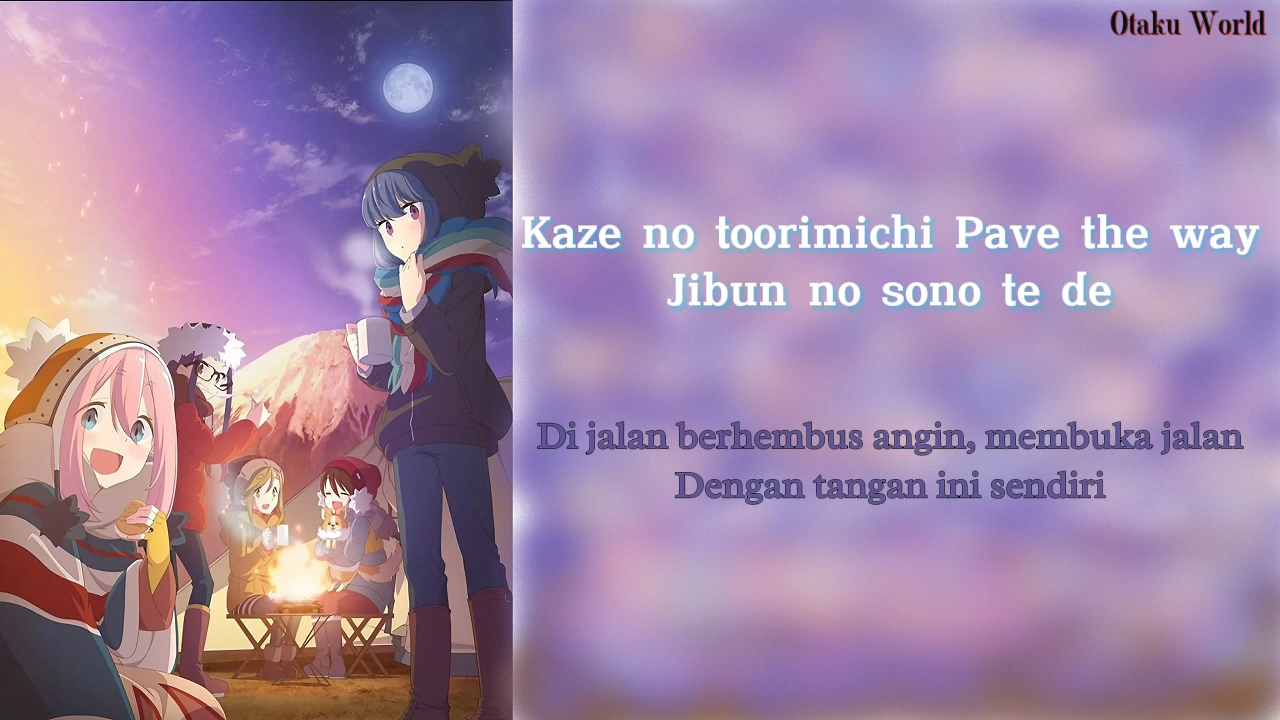 Otaku World
Kaze no toorimichi Pave the way
Jibun no sono te de
Di jalan berhembus angin, membuka jalan
Dengan tangan ini sendiri